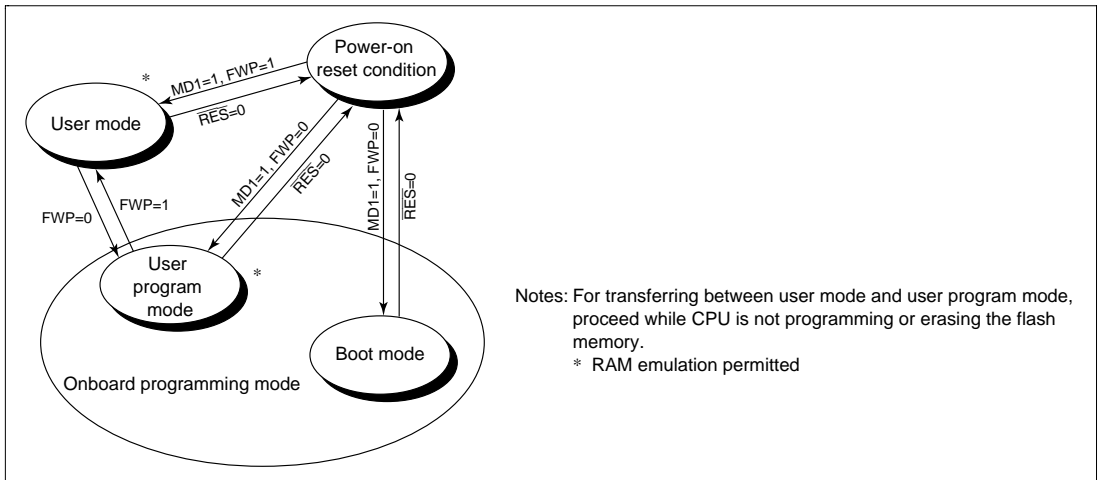 Power-on
reset condition
*
MD1=1, FWP=1
RES=0
User mode
MD1=1, FWP=0
RES=0
MD1=1, FWP=0
RES=0
FWP=0
FWP=1
User
program
mode
*
Boot mode
Onboard programming mode
Notes: For transferring between user mode and user program mode,
proceed while CPU is not programming or erasing the flash
memory.
* RAM emulation permitted